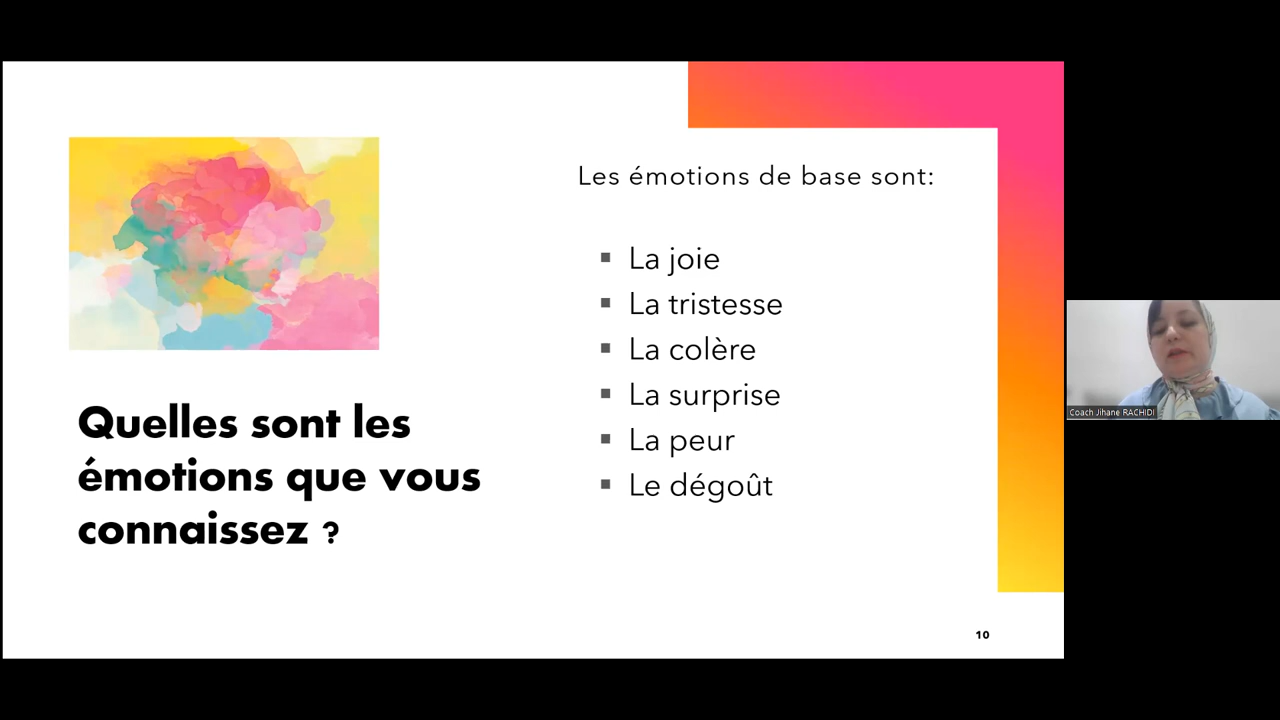 Quelles sont les
émotions que vous
connaissez ?
Les émotions de base sont:
▪ La joie
▪ La tristesse
▪ La colère
▪ La surprise
▪ La peur
▪ Le dégoût
10
Coach Jihane RACHIDI